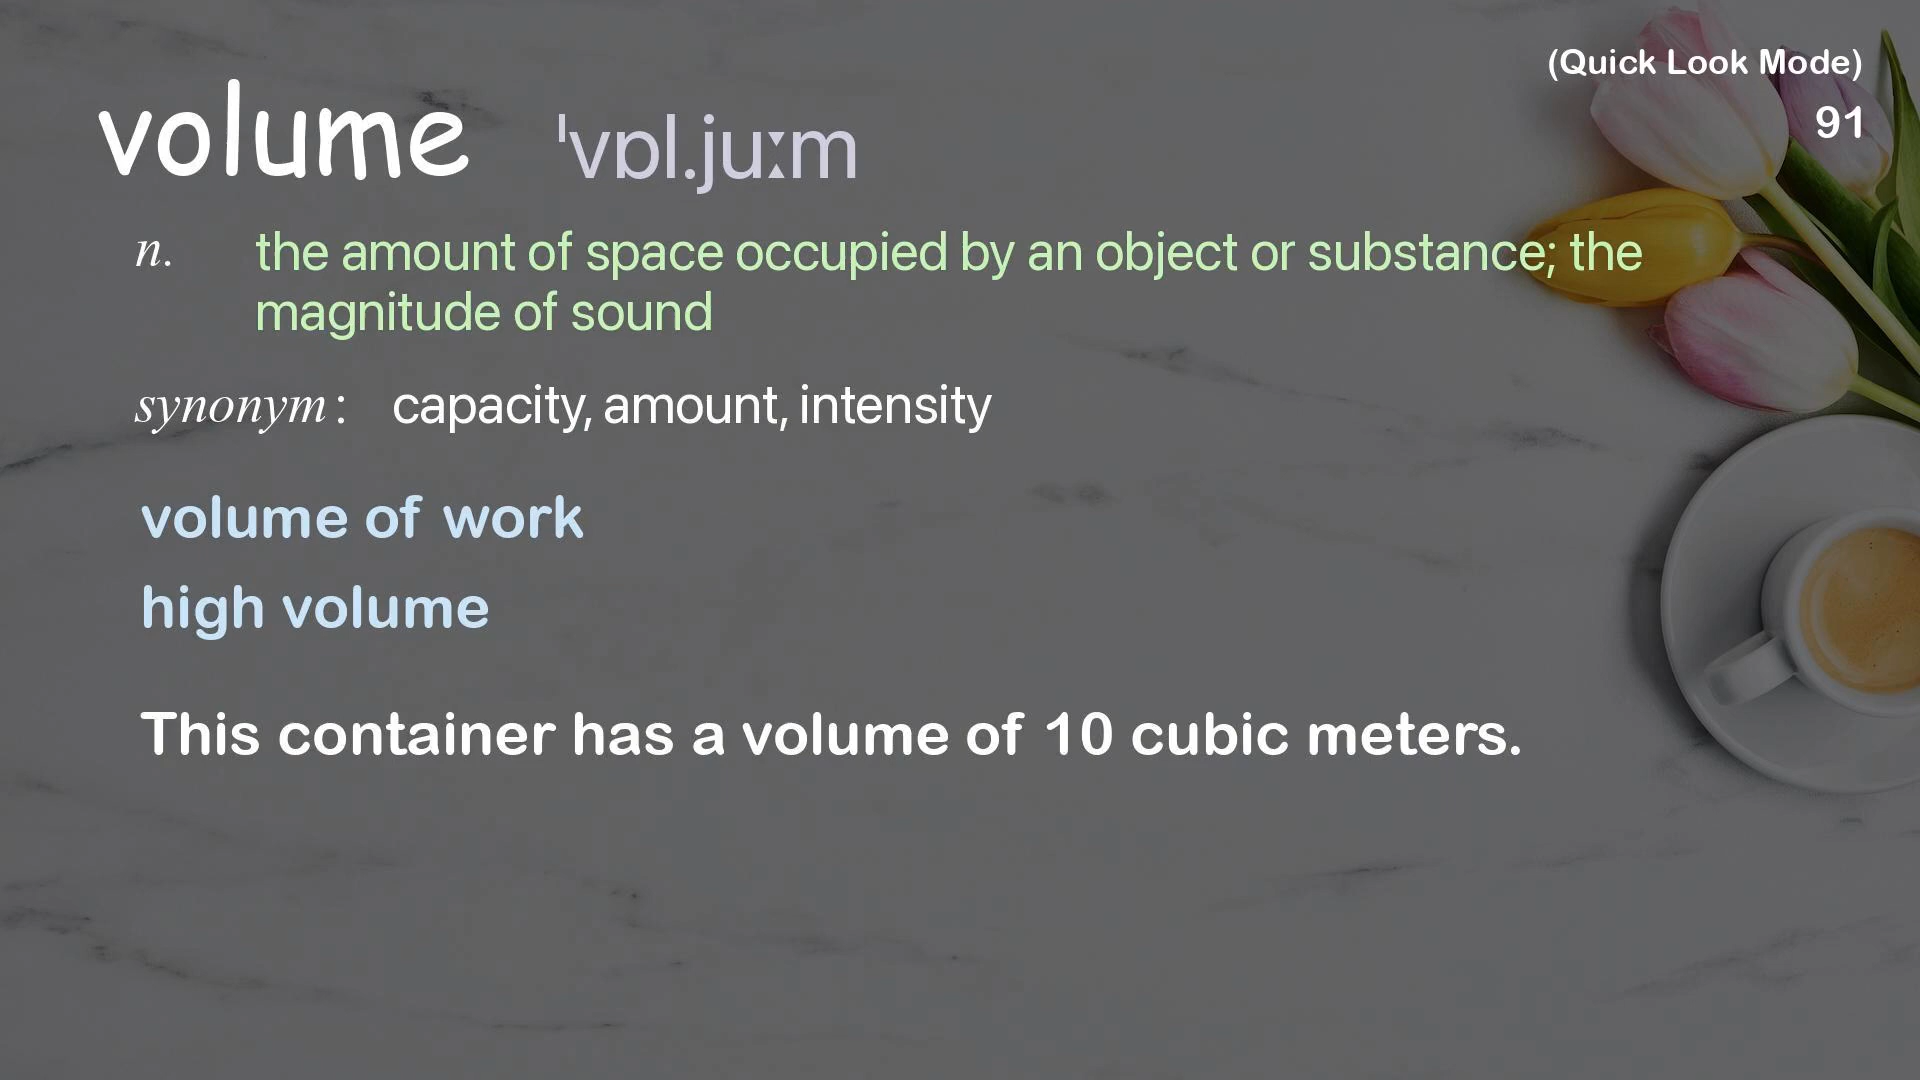 (Quick Look Mode)
91
volume ˈvɒl.juːm
n. the amount of space occupied by an object or substance; the
magnitude of sound
synonym: capacity, amount, intensity
volume of work
high volume
This container has a volume of 10 cubic meters.